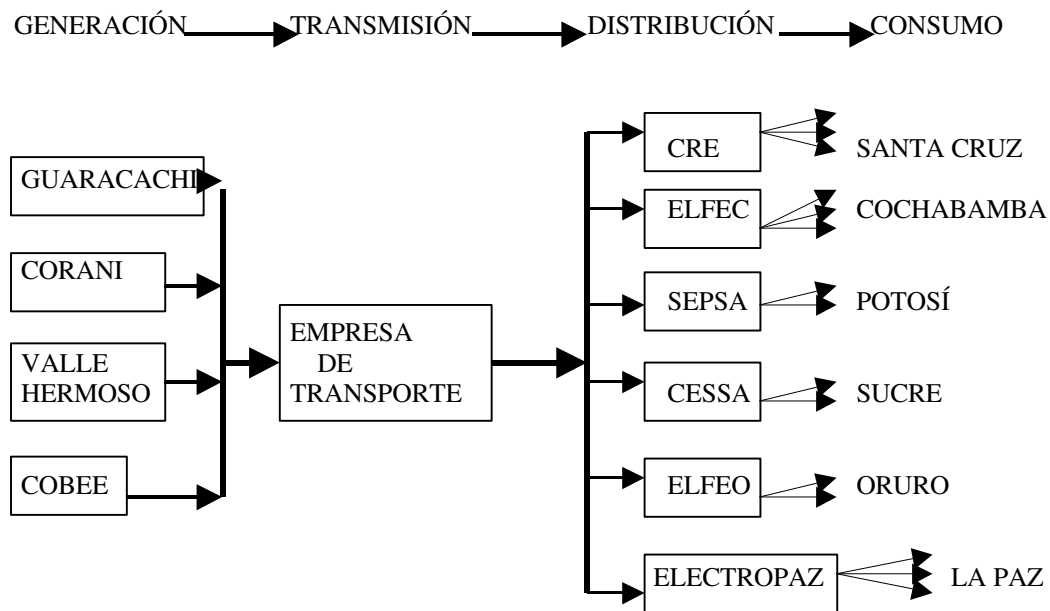 GENERACIÓN
TRANSMISIÓN
DISTRIBUCIÓN
CONSUMO
GUARACACHI
CORANI
VALLE
HERMOSO
COBEE
EMPRESA
DE
TRANSPORTE
CRE
SANTA CRUZ
ELFEC
COCHABAMBA
SEPSA
POTOSÍ
CESSA
SUCRE
ELFEO
ORURO
ELECTROPAZ
LA PAZ